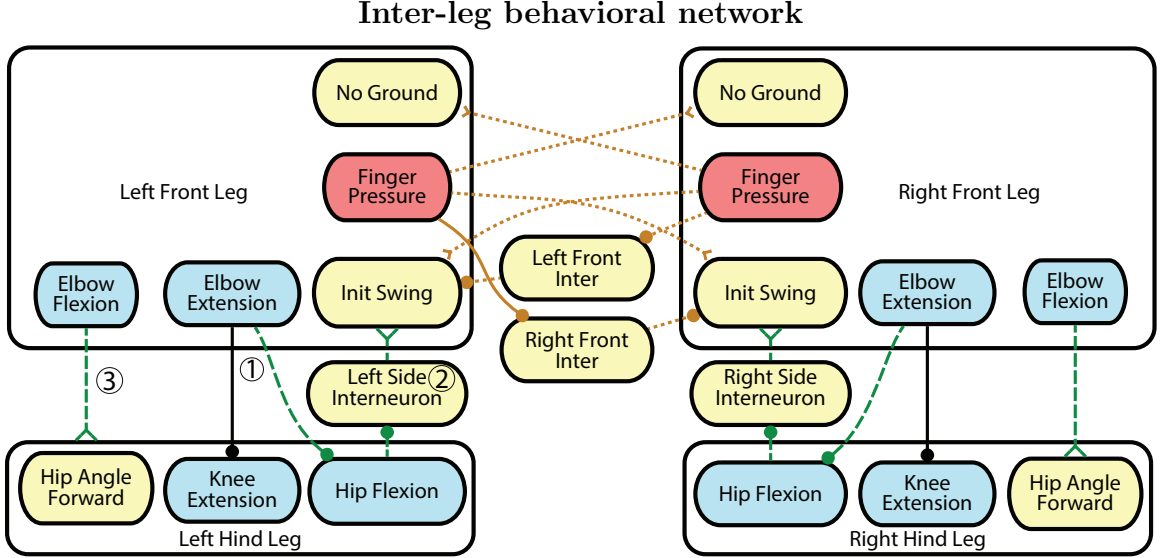 Inter-leg behavioral network
No Ground
Finger
Pressure
Left Front Leg
Elbow
Flexion
Elbow
Extension
Init Swing
Left Front
Inter
Right Front
Inter
No Ground
Finger
Pressure
Right Front Leg
Init Swing
Elbow
Extension
Elbow
Flexion
③
①
Left Side ②
Interneuron
Right Side
Interneuron
Hip Angle
Forward
Knee
Extension
Hip Flexion
Left Hind Leg
Hip Flexion
Knee
Extension
Hip Angle
Forward
Right Hind Leg